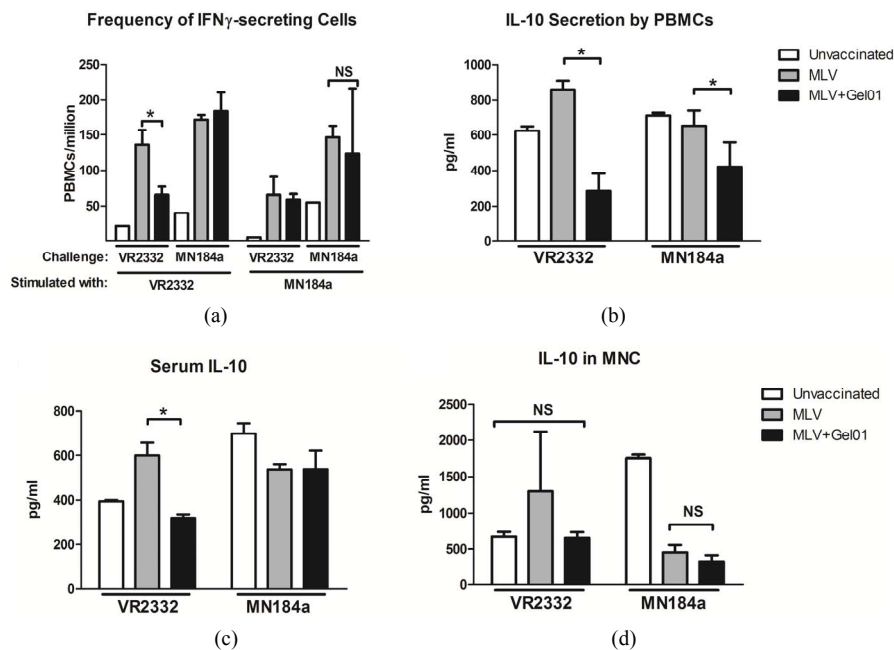 Frequency of IFNγ-secreting Cells
PBMCs/million
200
150
100
50
*
NS
Challenge:
VR2332
MN184a
VR2332
MN184a
Stimulated with:
VR2332
MN184a
(a)
IL-10 Secretion by PBMCs
pg/ml
1000
800
600
400
200
0
*
*
VR2332
MN184a
Unvaccinated
MLV
MLV+Gel01
(b)
Serum IL-10
pg/ml
800
600
400
200
0
*
VR2332
MN184a
(c)
IL-10 in MNC
pg/ml
2500
2000
1500
1000
500
0
NS
NS
VR2332
MN184a
Unvaccinated
MLV
MLV+Gel01
(d)